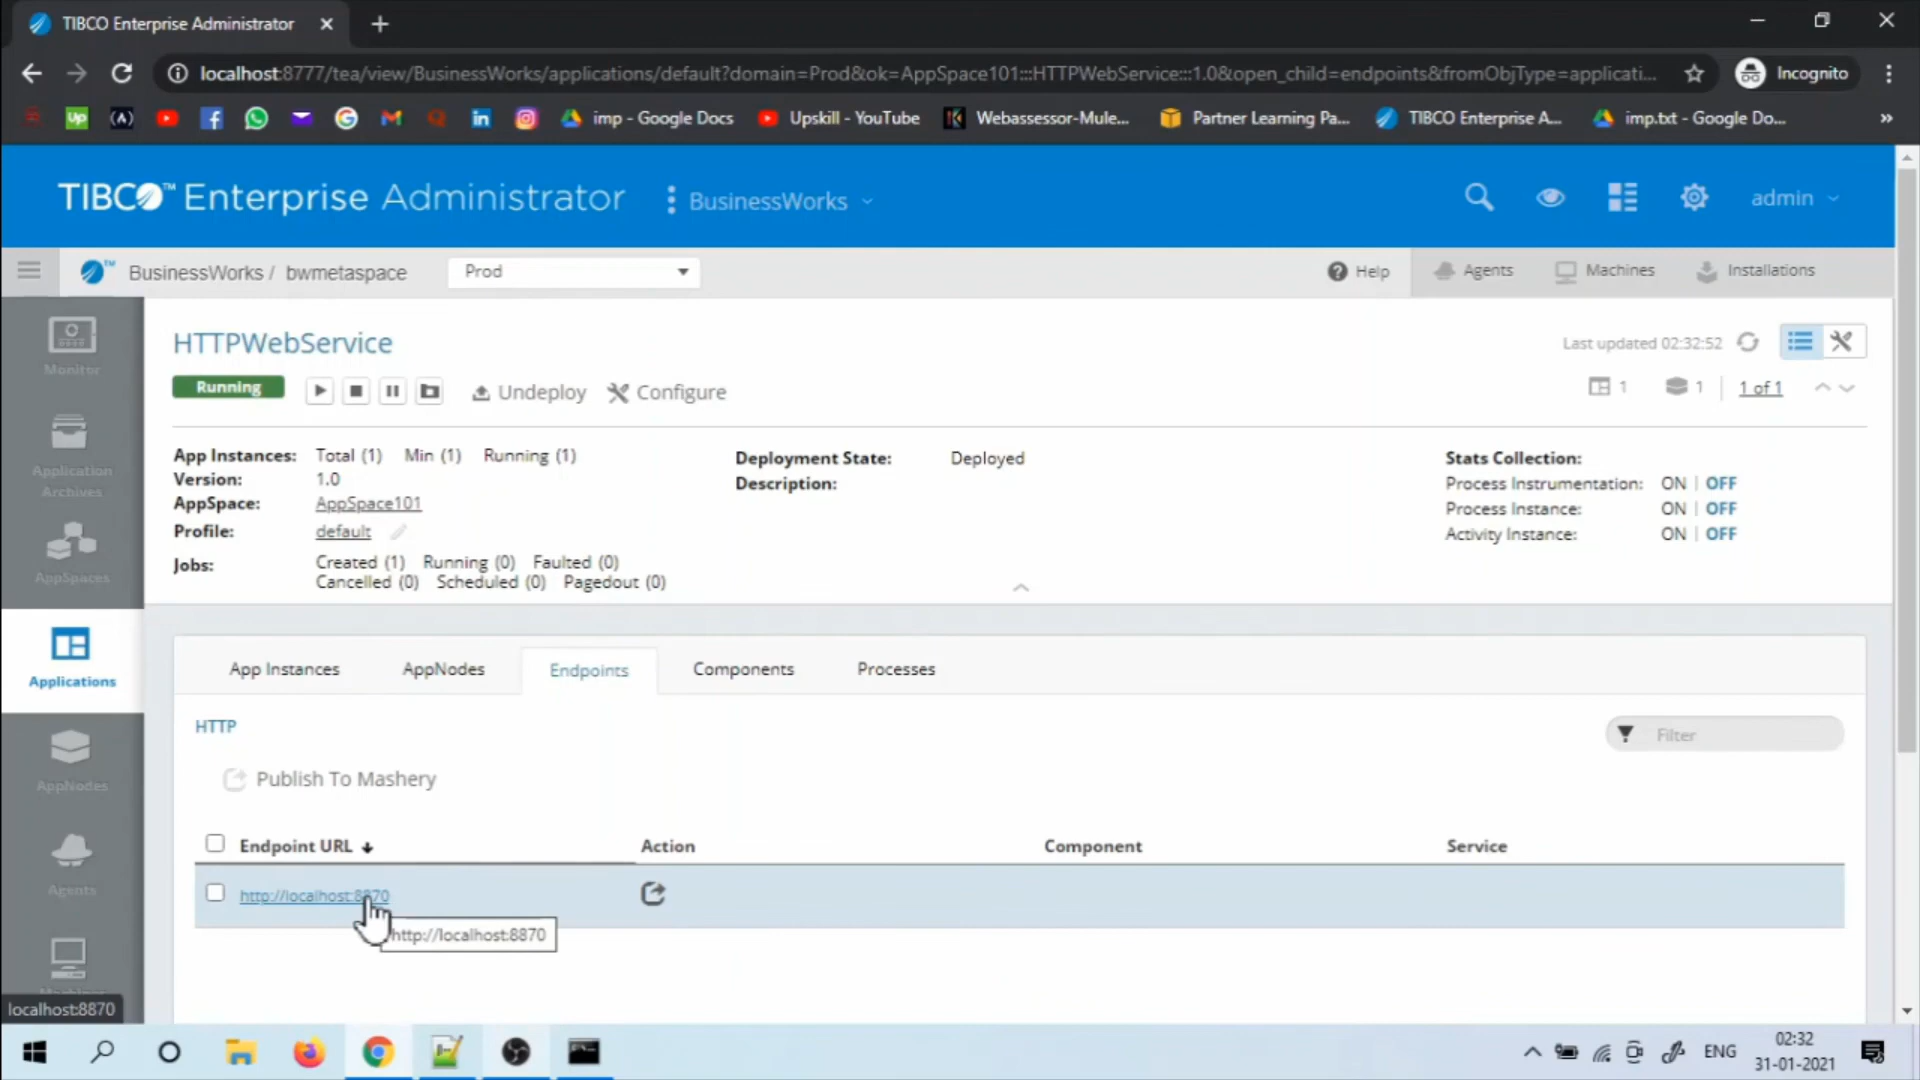 TIBCO Enterprise Administrator
localhost:8777/tea/view/BusinessWorks/applications/default?domain=Prod&ok=AppSpace101:::HTTPWebService:::1.0&open_child=endpoints&fromObjType=applicati...
Incognito
Up
imp - Google Docs
Upskill - YouTube
Webassessor-Mule...
Partner Learning Pa...
TIBCO Enterprise A...
imp.txt - Google Do...
TIBCO™ Enterprise Administrator
BusinessWorks
admin
BusinessWorks / bwmetaspace
Prod
Help
Agents
Machines
Installations
Monitor
Application
Archives
AppSpaces
Applications
AppNodes
Agents
HTTPWebService
Last updated 02:32:52
Running
Undeploy
Configure
1
1
1 of 1
App Instances: Total (1) Min (1) Running (1)
Version: 1.0
AppSpace: AppSpace101
Profile: default
Jobs: Created (1) Running (0) Faulted (0)
Cancelled (0) Scheduled (0) Pagedout (0)
Deployment State: Deployed
Description:
Stats Collection:
Process Instrumentation: ON | OFF
Process Instance: ON | OFF
Activity Instance: ON | OFF
App Instances
AppNodes
Endpoints
Components
Processes
HTTP
Filter
Publish To Mashery
Endpoint URL
Action
Component
Service
http://localhost:8870
http://localhost:8870
localhost:8870
ENG
02:32
31-01-2021